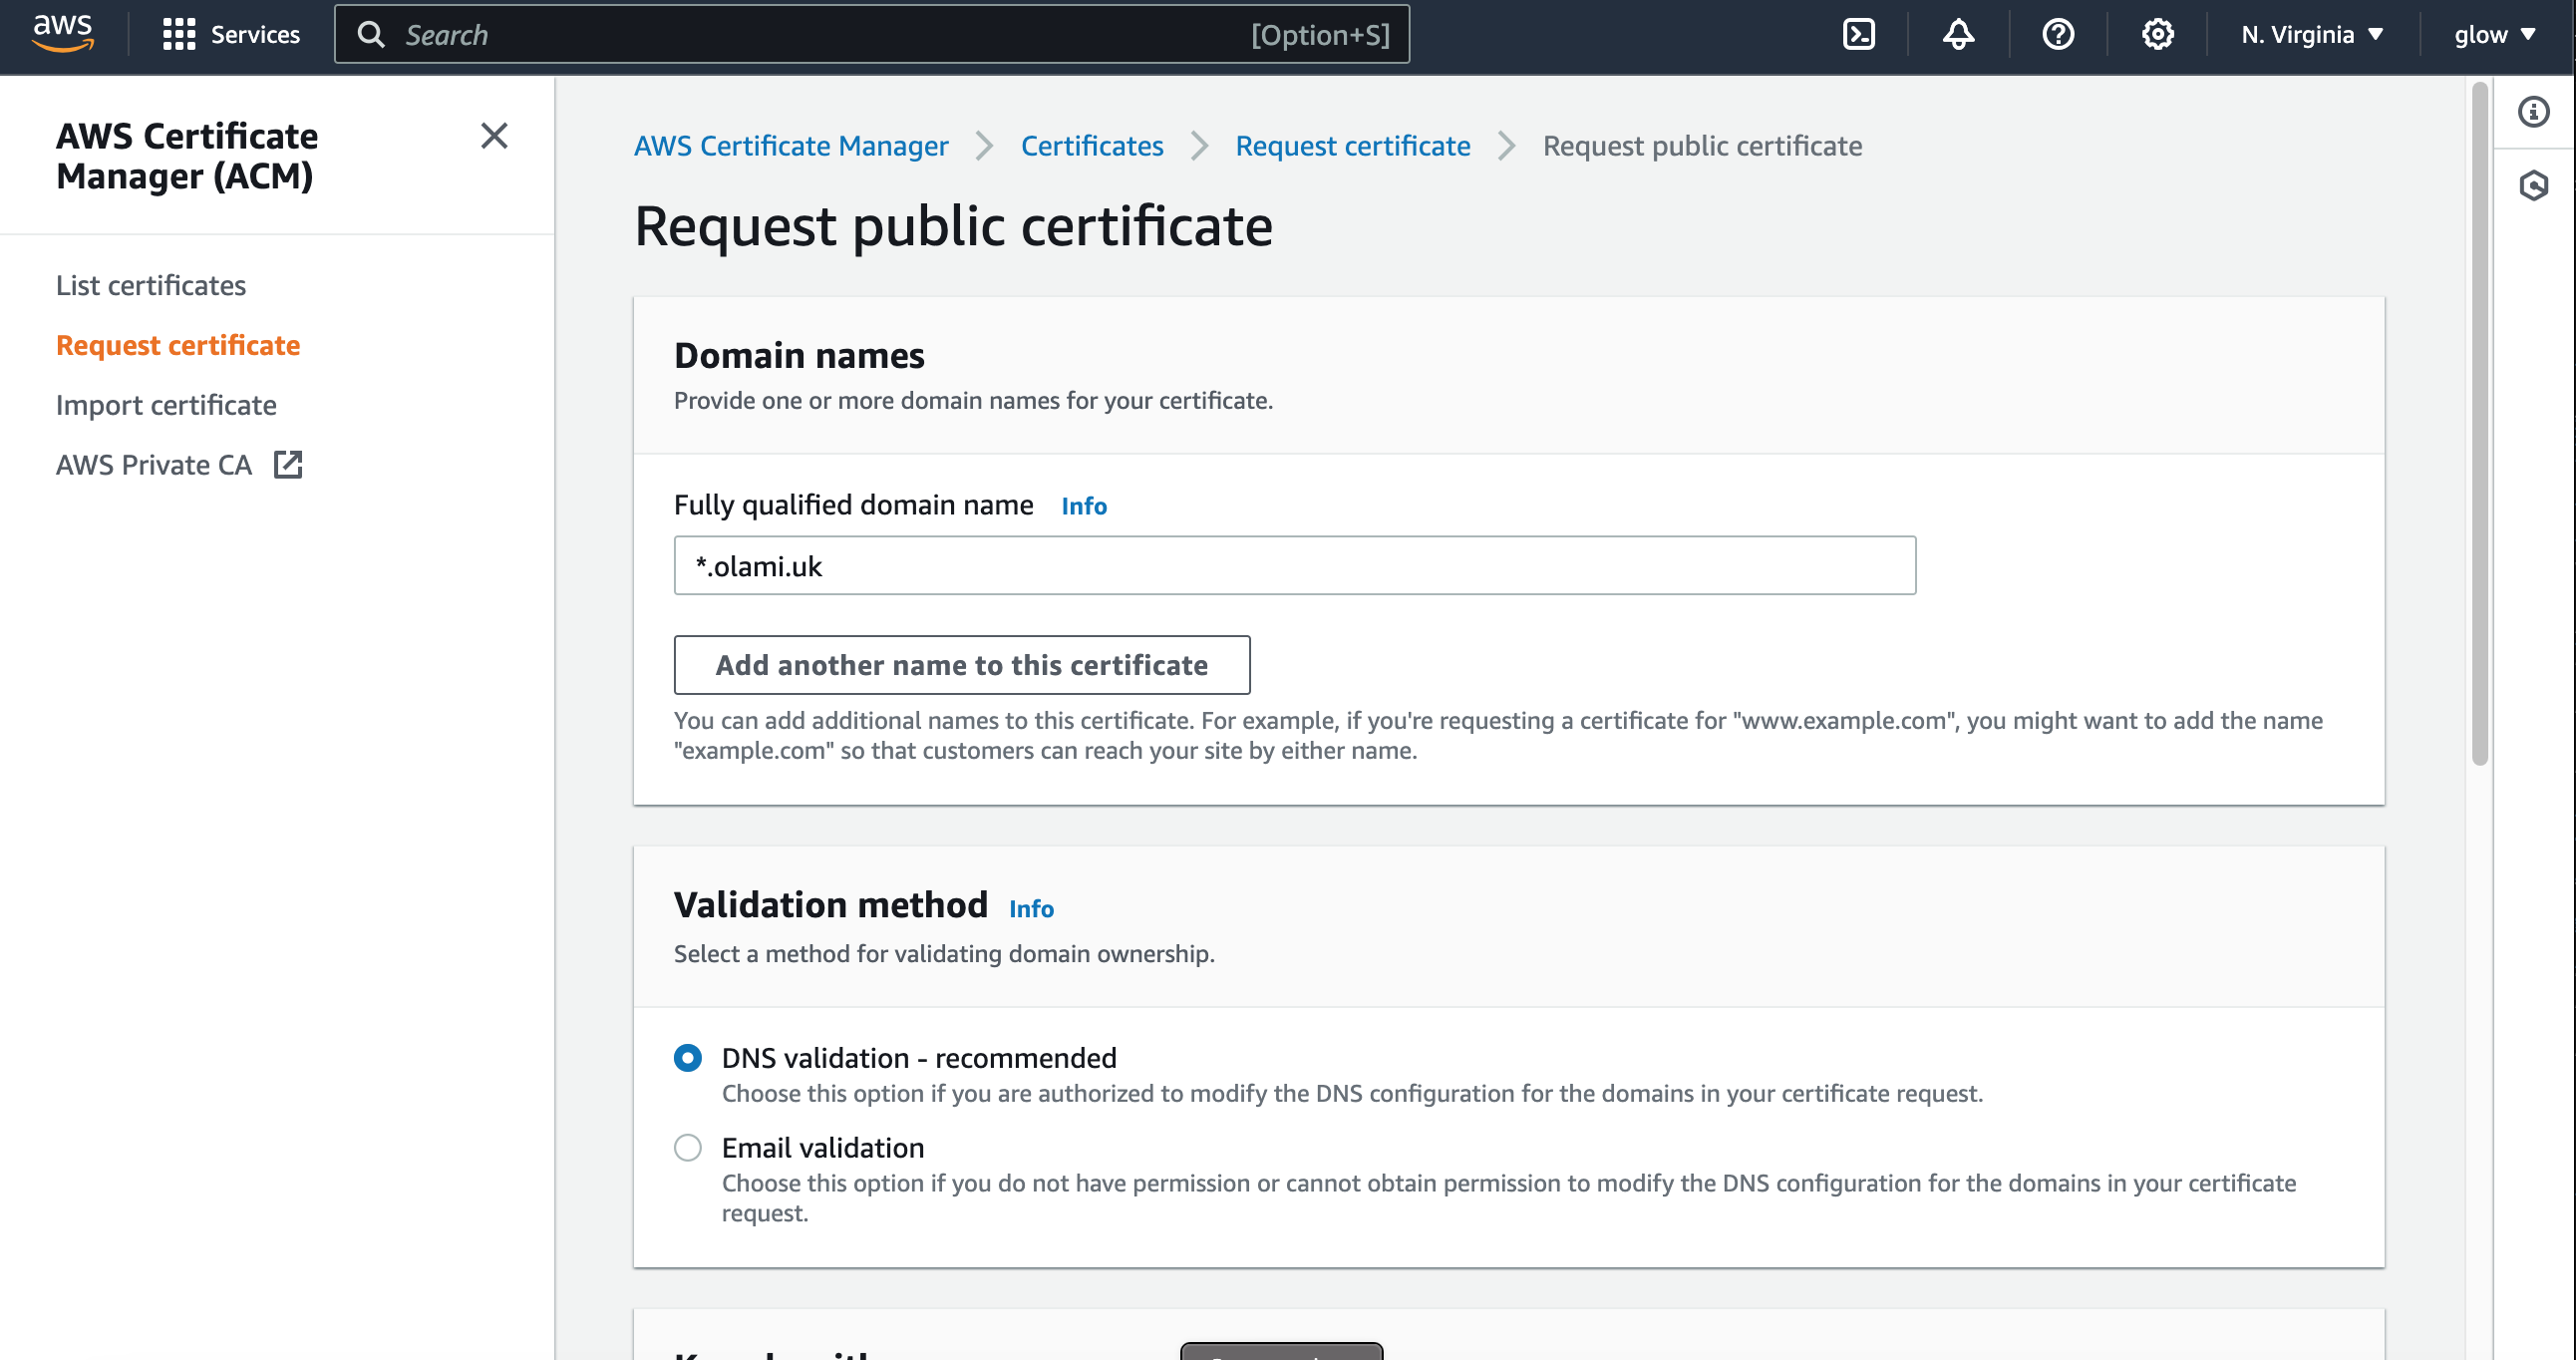 aws
Services
Search
[Option+S]
N. Virginia
glow
AWS Certificate
Manager (ACM)
List certificates
Request certificate
Import certificate
AWS Private CA
AWS Certificate Manager
Certificates
Request certificate
Request public certificate
Request public certificate
Domain names
Provide one or more domain names for your certificate.
Fully qualified domain name Info
*.olami.uk
Add another name to this certificate
You can add additional names to this certificate. For example, if you're requesting a certificate for "www.example.com", you might want to add the name
"example.com" so that customers can reach your site by either name.
Validation method Info
Select a method for validating domain ownership.
DNS validation - recommended
Choose this option if you are authorized to modify the DNS configuration for the domains in your certificate request.
Email validation
Choose this option if you do not have permission or cannot obtain permission to modify the DNS configuration for the domains in your certificate
request.